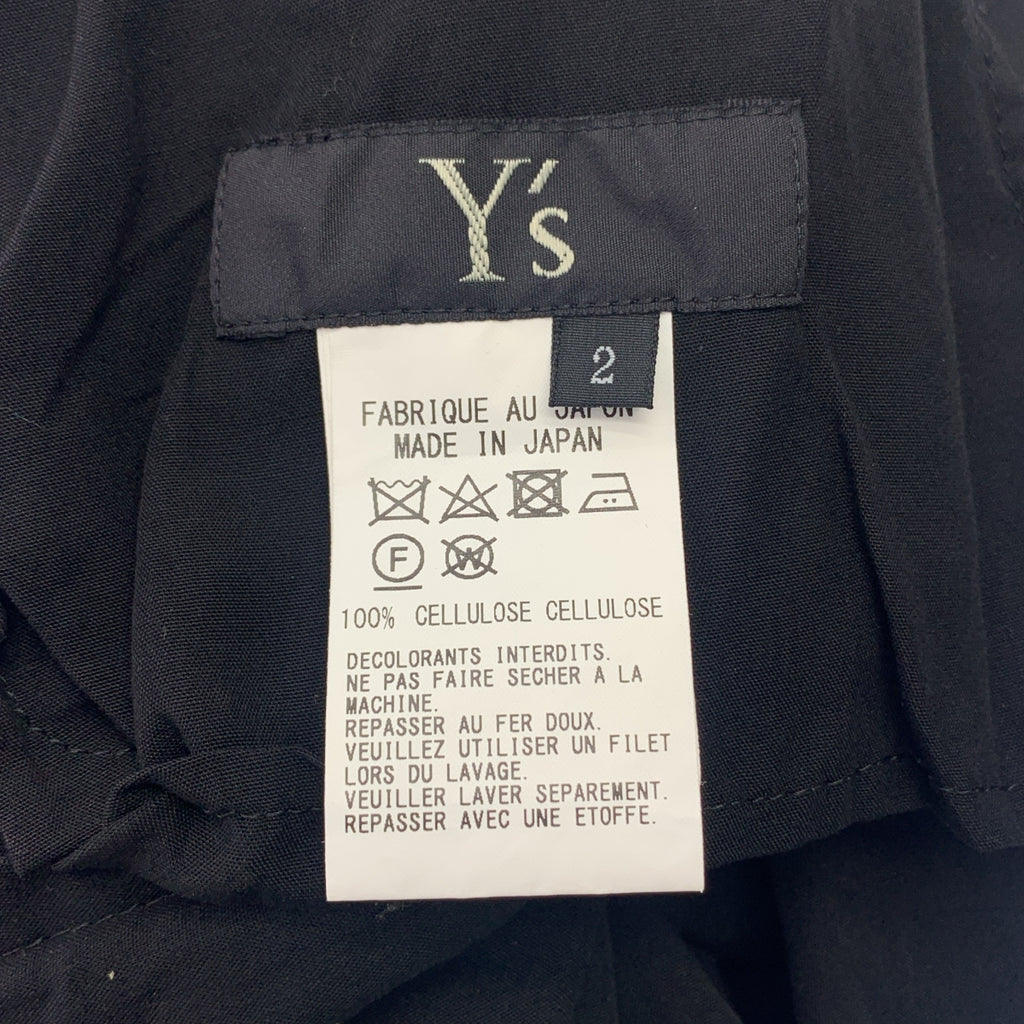 Y's
2
FABRIQUE AU JAPON
MADE IN JAPAN
F
W
100% CELLULOSE CELLULOSE
DECOLORANTS INTERDITS.
NE PAS FAIRE SECHER A LA
MACHINE.
REPASSER AU FER DOUX.
VEUILLEZ UTILISER UN FILET
LORS DU LAVAGE.
VEUILLER LAVER SEPAREMENT.
REPASSER AVEC UNE ETOFFE.